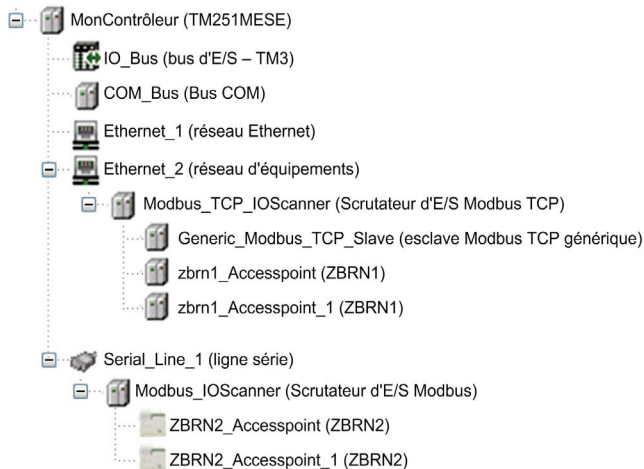 MonContrôleur (TM251MESE)
IO_Bus (bus d'E/S – TM3)
COM_Bus (Bus COM)
Ethernet_1 (réseau Ethernet)
Ethernet_2 (réseau d'équipements)
Modbus_TCP_IOScanner (Scrutateur d'E/S Modbus TCP)
Generic_Modbus_TCP_Slave (esclave Modbus TCP générique)
zbrn1_Accesspoint (ZBRN1)
zbrn1_Accesspoint_1 (ZBRN1)
Serial_Line_1 (ligne série)
Modbus_IOScanner (Scrutateur d'E/S Modbus)
ZBRN2_Accesspoint (ZBRN2)
ZBRN2_Accesspoint_1 (ZBRN2)